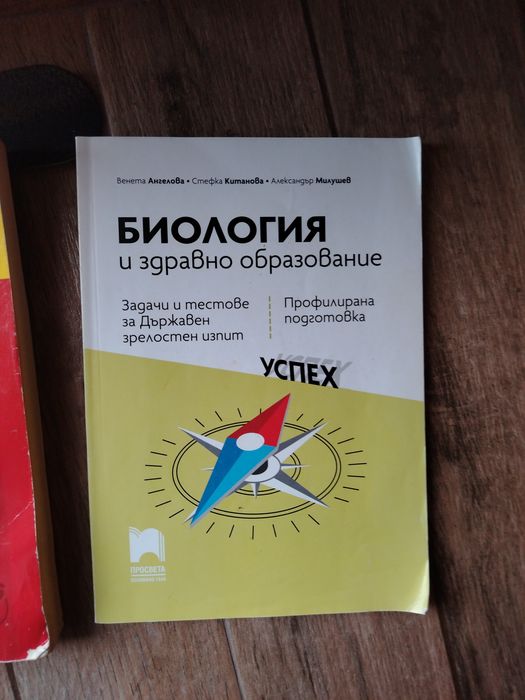 Венета Ангелова • Стефка Китанова • Александър Милушев
БИОЛОГИЯ
и здравно образование
Задачи и тестове
за Държавен
зрелостен изпит
Профилирана
подготовка
УСПЕХ
ПРОСВЕТА